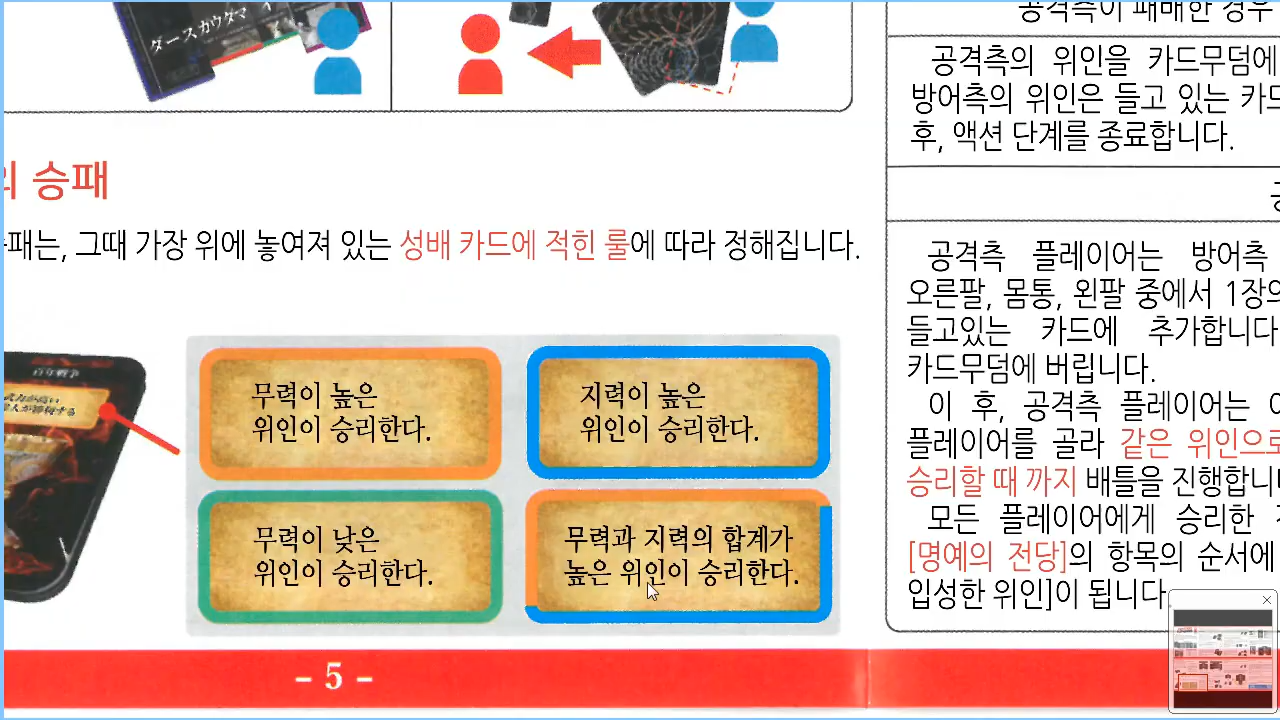 ダースカウダマ
의 승패
패는, 그때 가장 위에 놓여져 있는 성배 카드에 적힌 룰에 따라 정해집니다.
百年戦争
무력이 높은
위인이 승리한다.
지력이 높은
위인이 승리한다.
무력이 낮은
위인이 승리한다.
무력과 지력의 합계가
높은 위인이 승리한다.
– 5 –
공격측이 패배한 경우
공격측의 위인을 카드무덤에
방어측의 위인은 들고 있는 카드
후, 액션 단계를 종료합니다.
공격측 플레이어는 방어측
오른팔, 몸통, 왼팔 중에서 1장의
들고있는 카드에 추가합니다
카드무덤에 버립니다.
이 후, 공격측 플레이어는
플레이어를 골라 같은 위인으로
승리할 때 까지 배틀을 진행합니
모든 플레이어에게 승리한
[명예의 전당]의 항목의 순서에
입성한 위인]이 됩니다